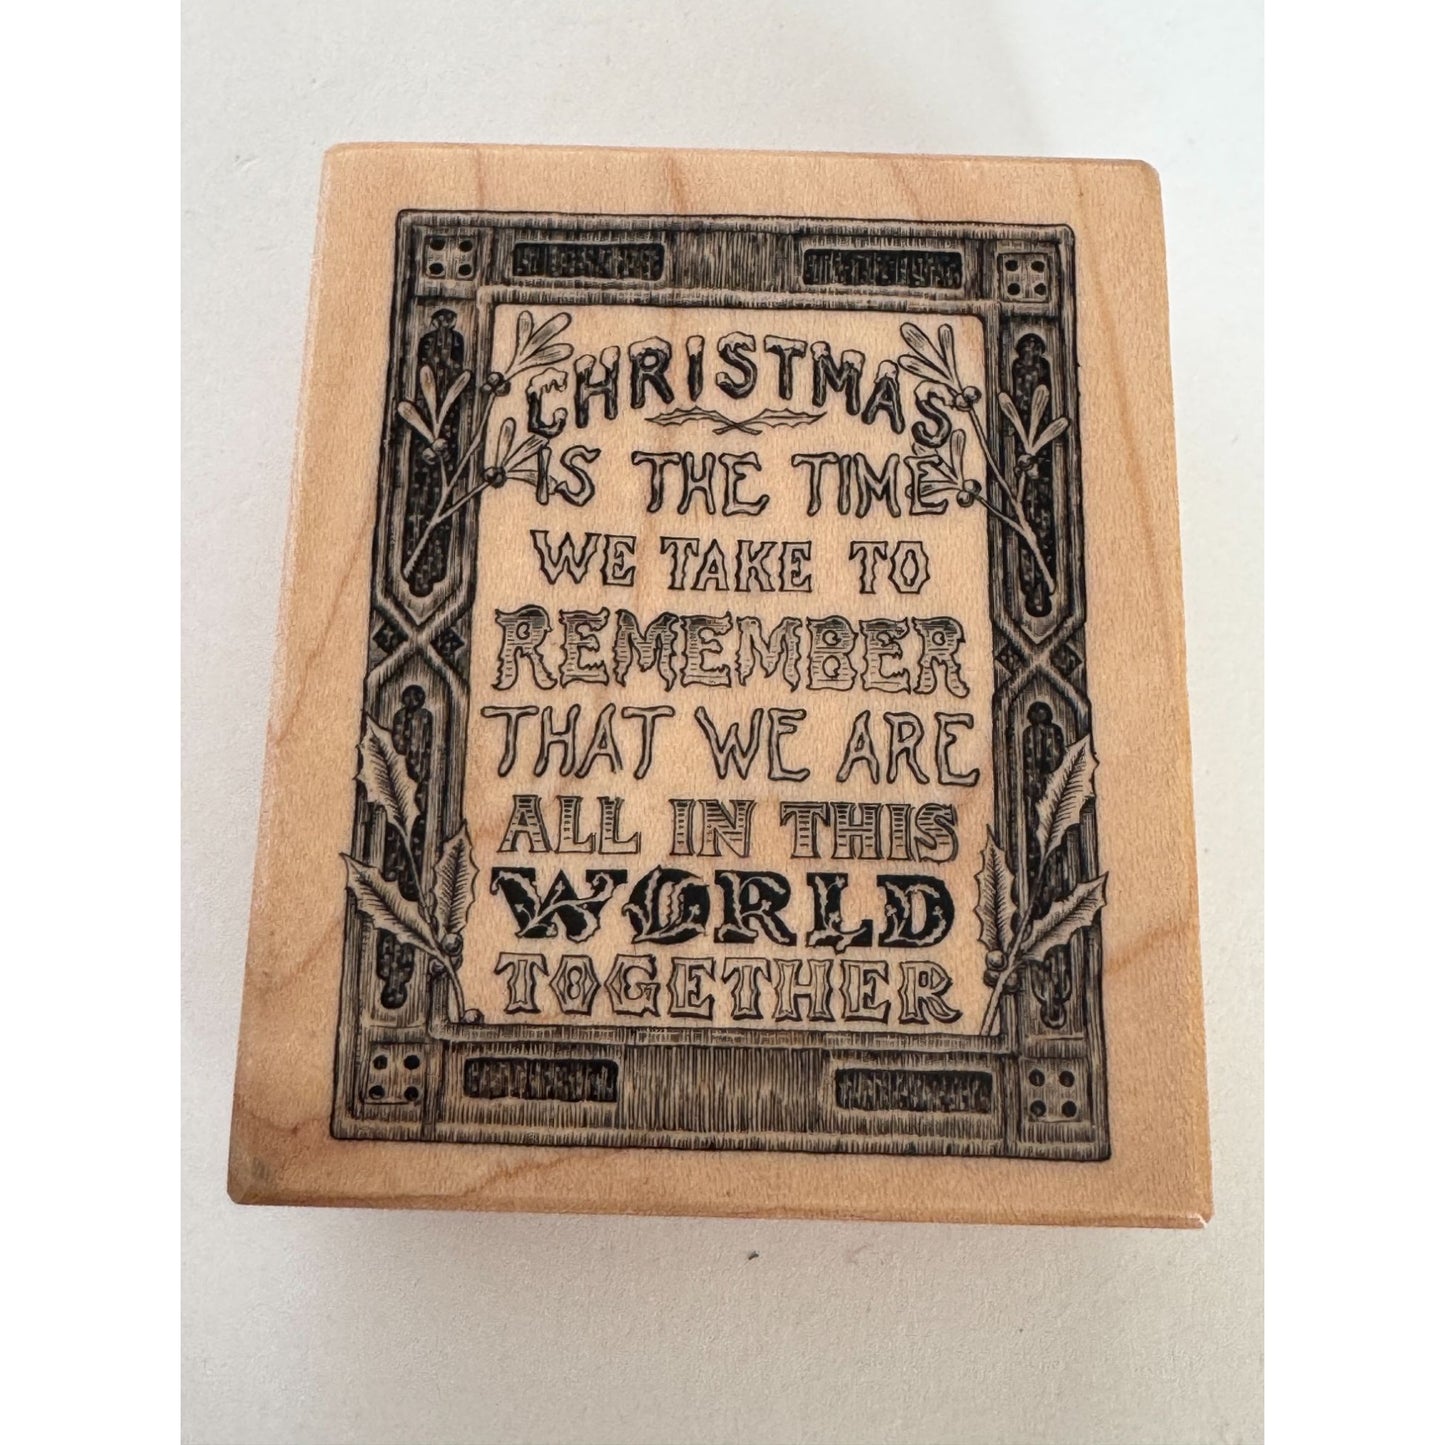 CHRISTMAS
IS THE TIME
WE TAKE TO
REMEMBER
THAT WE ARE
ALL IN THIS
WORLD
TOGETHER